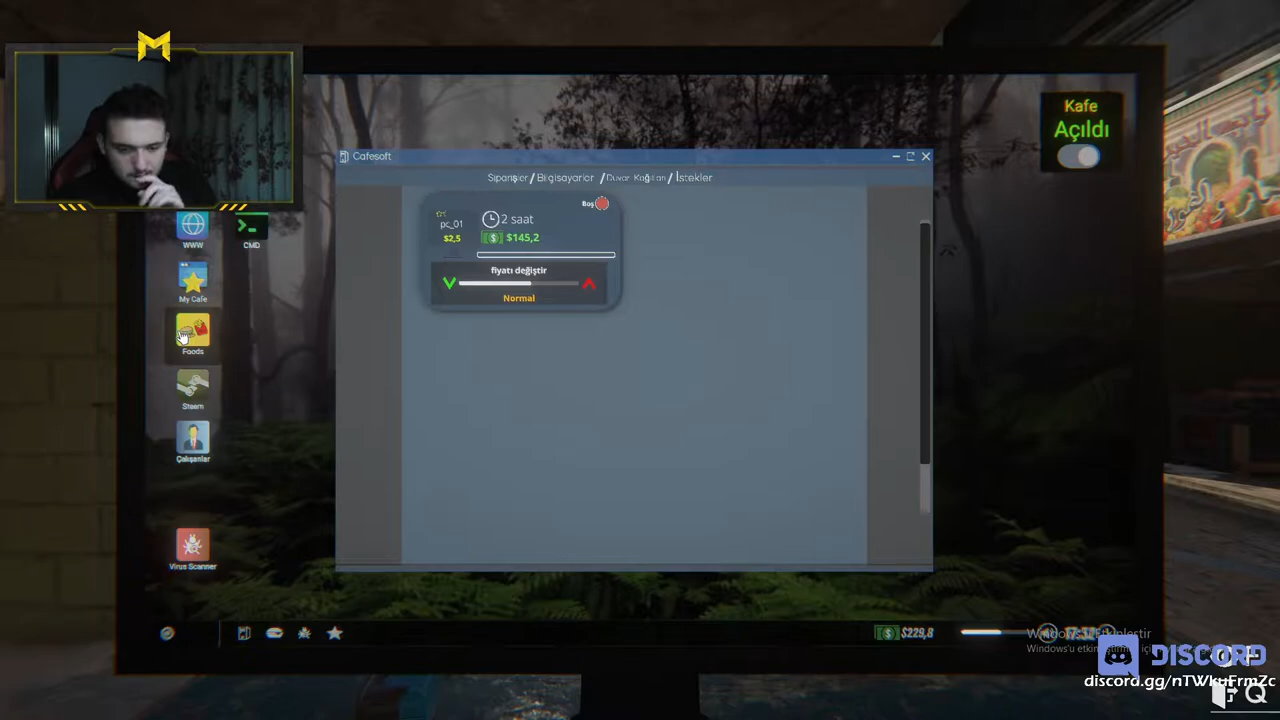 Kafe
Açıldı
Cafesoft
Siparişler / Bilgisayarlar / Duvar Kağıtları / İstekler
Boş
pc_01
2 saat
$2,5
$145,2
fiyatı değiştir
Normal
WWW
CMD
My Cafe
Foods
Steam
Çalışanlar
Virus Scanner
$229,8
DISCORD
discord.gg/nTWkuFrmZc
Q